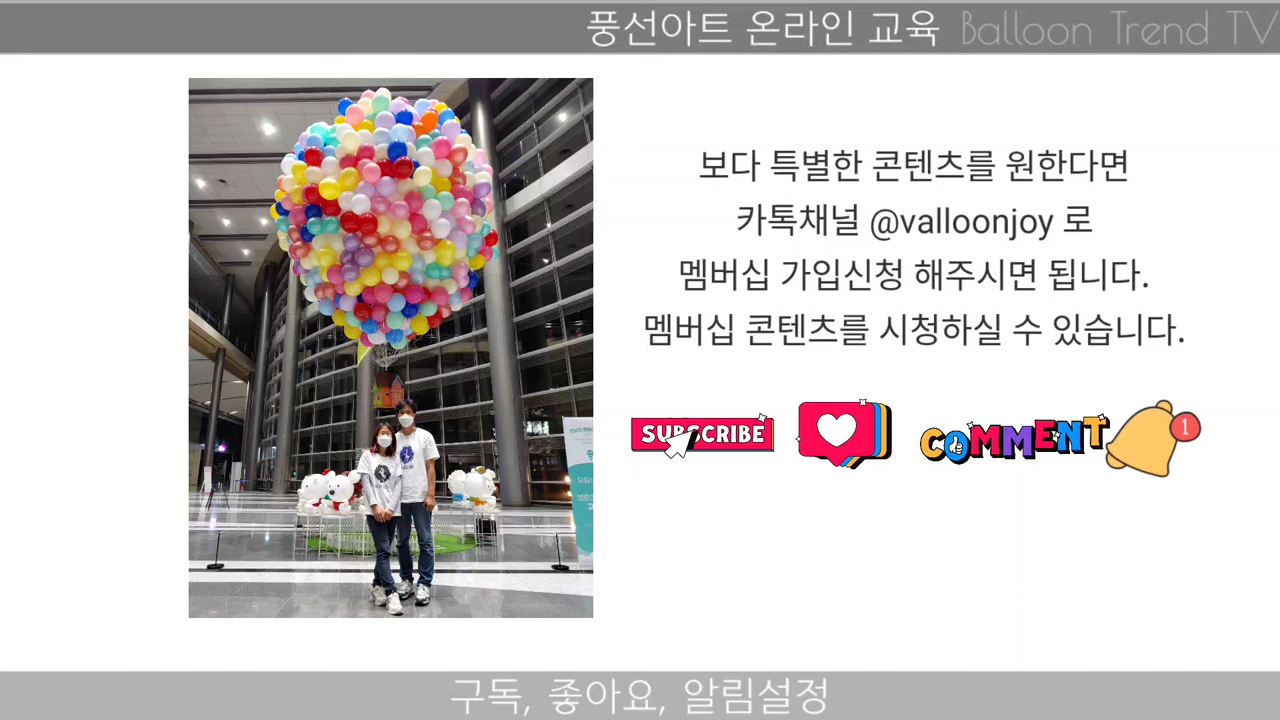 풍선아트 온라인 교육 Balloon Trend TV
보다 특별한 콘텐츠를 원한다면
카톡채널 @valloonjoy 로
멤버십 가입신청 해주시면 됩니다.
멤버십 콘텐츠를 시청하실 수 있습니다.
SUBSCRIBE
COMMENT
1
구독, 좋아요, 알림설정